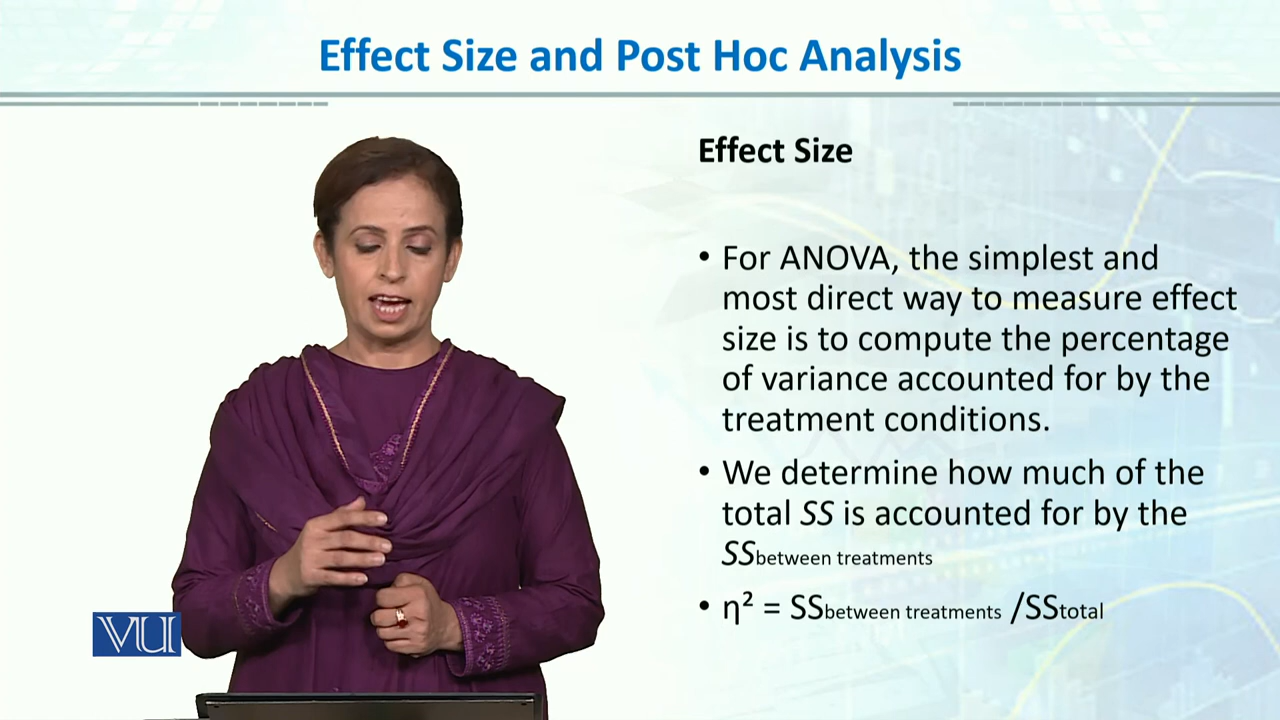 Effect Size and Post Hoc Analysis
Effect Size
• For ANOVA, the simplest and
most direct way to measure effect
size is to compute the percentage
of variance accounted for by the
treatment conditions.
• We determine how much of the
total SS is accounted for by the
SSbetween treatments
• η² = SSbetween treatments /SStotal
VU